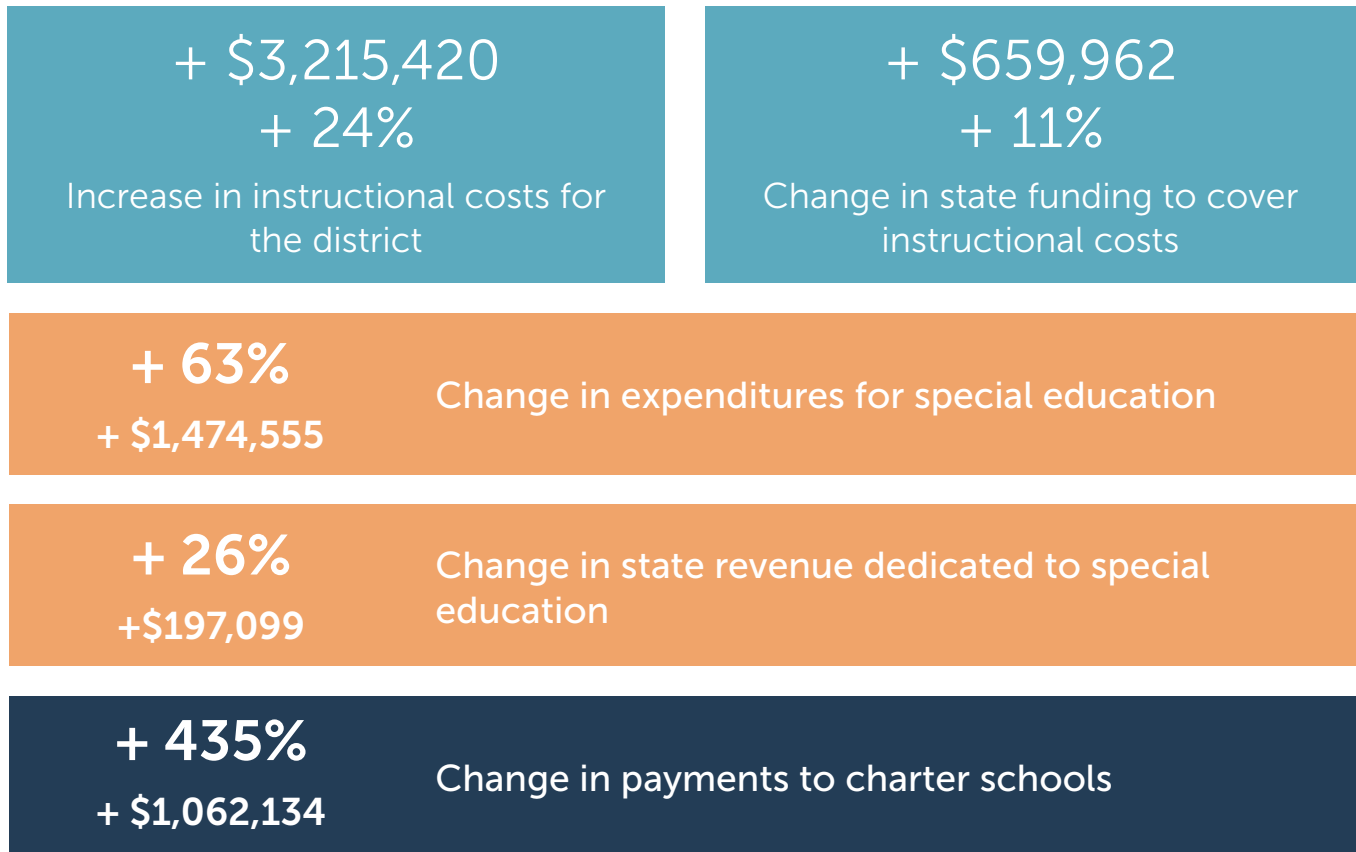 + $3,215,420
+ 24%
Increase in instructional costs for
the district
+ $659,962
+ 11%
Change in state funding to cover
instructional costs
+ 63%
+ $1,474,555
Change in expenditures for special education
+ 26%
+$197,099
Change in state revenue dedicated to special
education
+ 435%
+ $1,062,134
Change in payments to charter schools